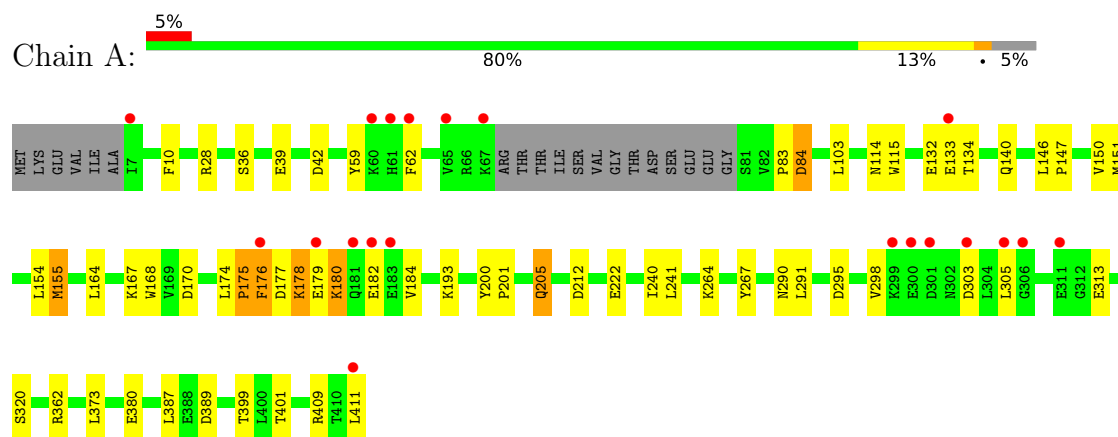 5%
Chain A:
80% 13% • 5%
MET LYS GLU VAL ILE ALA I7 F10 R28 S36 E39 D42 Y59 K60 H61 F62 V65 R66 K67 ARG THR THR ILE SER VAL GLY THR ASP SER GLU GLU GLY S81 V82 P83 D84 L103 N114 W115 E132 E133 T134 Q140 L146 P147 V150 M151
L154 M155 L164 K167 W168 V169 D170 L174 P175 F176 D177 K178 E179 K180 Q181 E182 E183 V184 K193 Y200 P201 Q205 D212 E222 I240 L241 K264 Y267 N290 L291 D295 V298 K299 E300 D301 N302 D303 L304 L305 G306 E311 G312 E313
S320 R362 L373 E380 L387 E388 D389 T399 L400 T401 R409 T410 L411